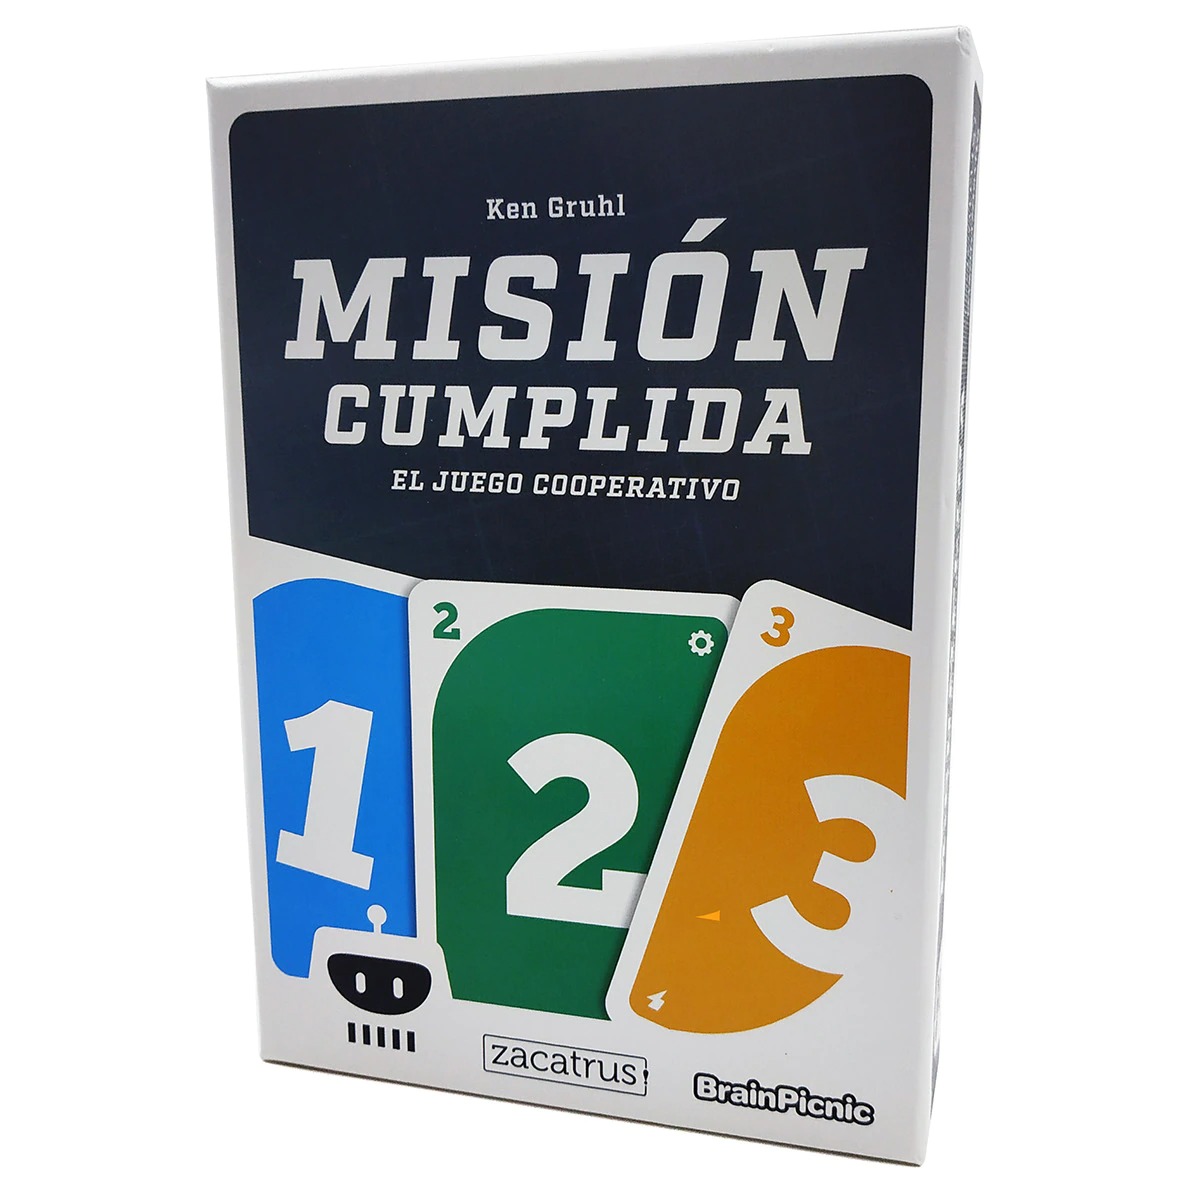 Ken Gruhl
MISIÓN
CUMPLIDA
EL JUEGO COOPERATIVO
2
3
1
2
3
zacatrus!
BrainPicnic